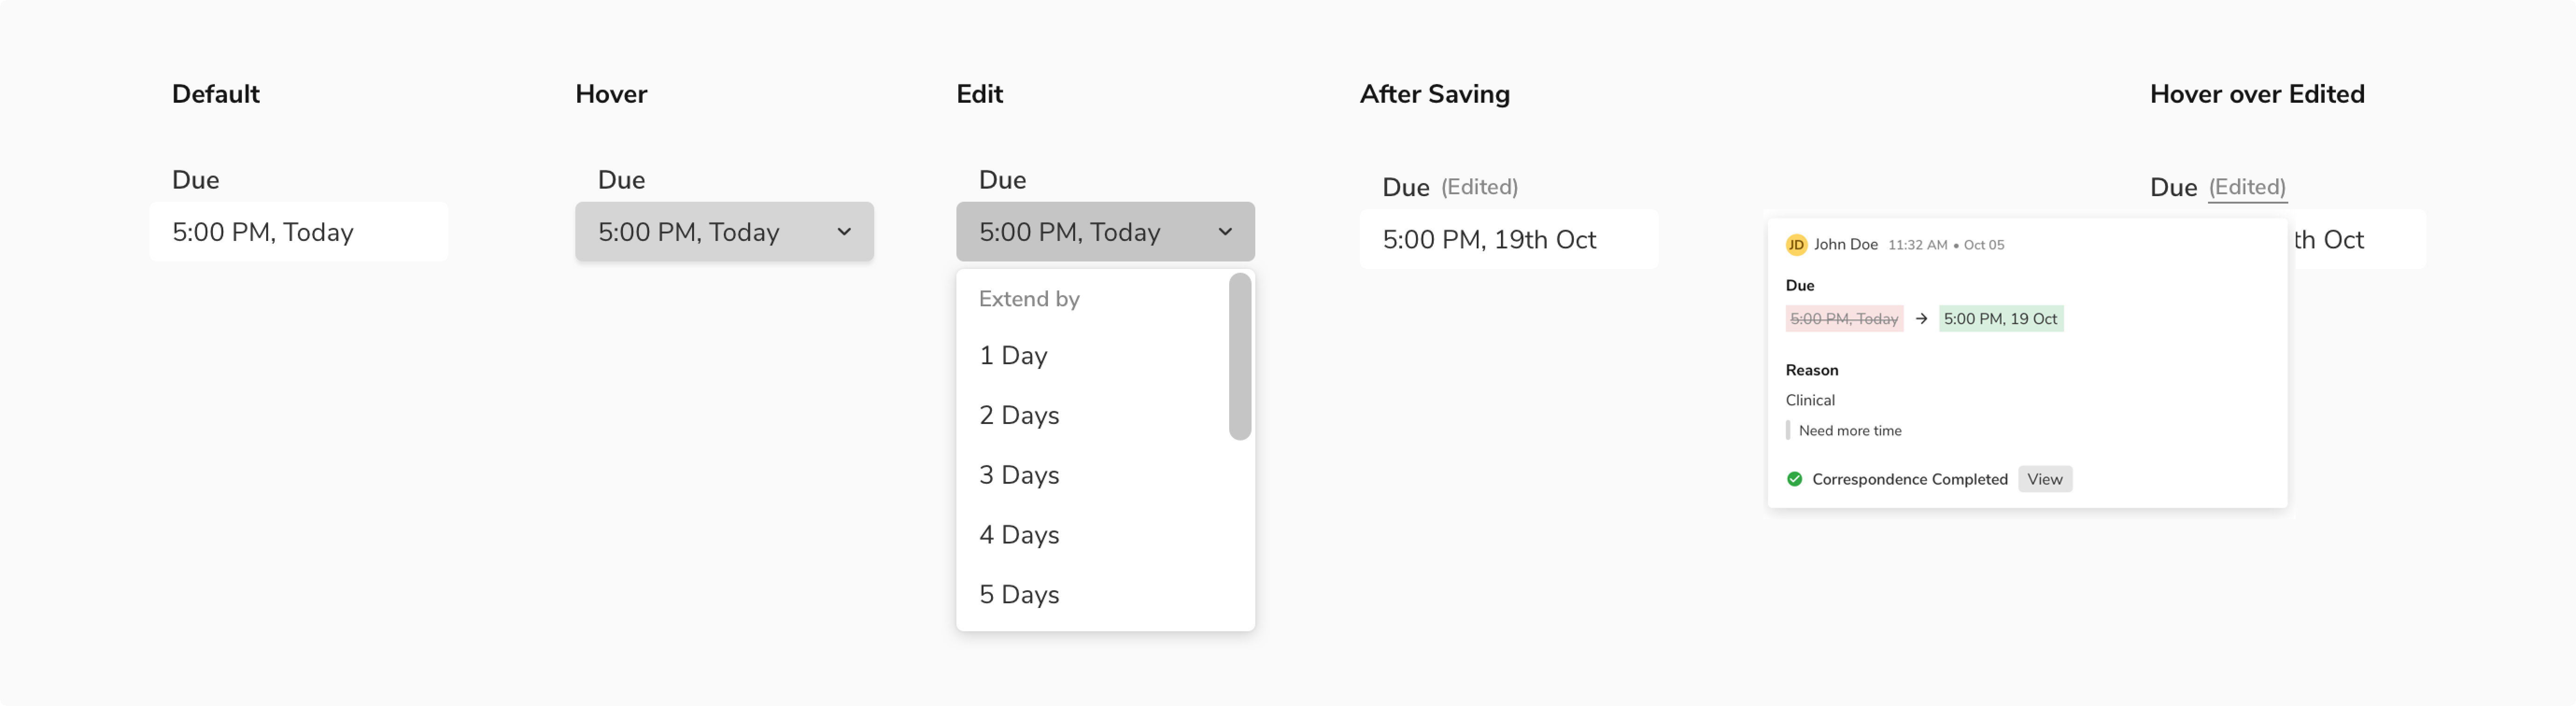 Default
Due
5:00 PM, Today
Hover
Due
5:00 PM, Today
Edit
Due
5:00 PM, Today
Extend by
1 Day
2 Days
3 Days
4 Days
5 Days
After Saving
Due (Edited)
5:00 PM, 19th Oct
Hover over Edited
Due (Edited)
th Oct
JD John Doe 11:32 AM • Oct 05
Due
5:00 PM, Today → 5:00 PM, 19 Oct
Reason
Clinical
Need more time
Correspondence Completed View